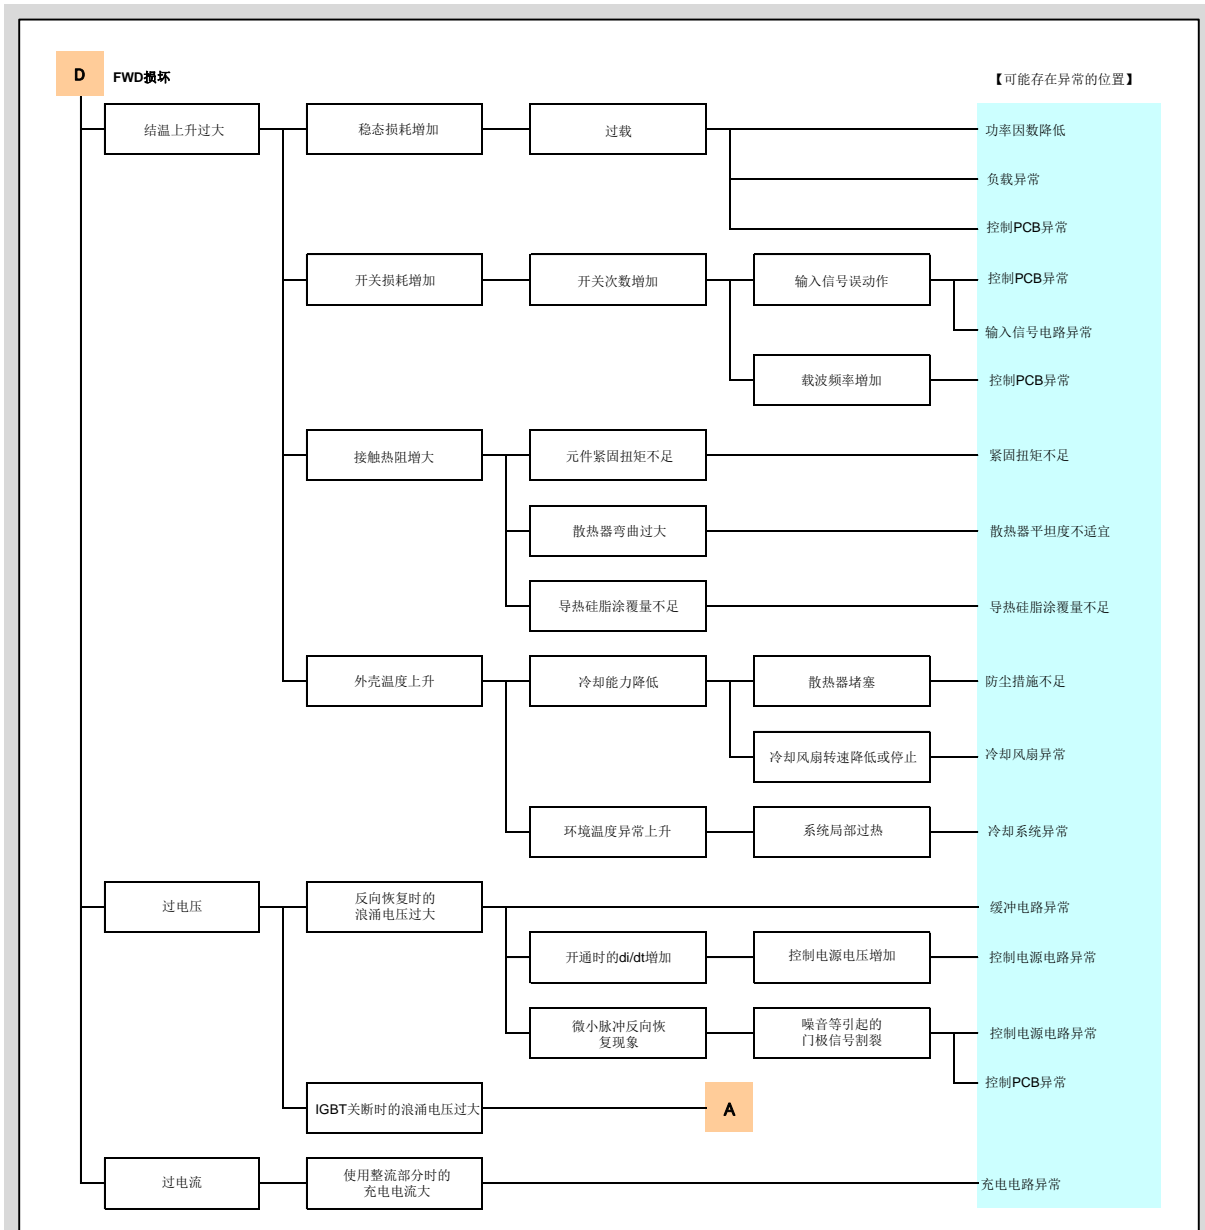 D
FWD损坏
【可能存在异常的位置】
结温上升过大
稳态损耗增加
过载
功率因数降低
负载异常
控制PCB异常
开关损耗增加
开关次数增加
输入信号误动作
控制PCB异常
输入信号电路异常
载波频率增加
控制PCB异常
接触热阻增大
元件紧固扭矩不足
紧固扭矩不足
散热器弯曲过大
散热器平坦度不适宜
导热硅脂涂覆量不足
导热硅脂涂覆量不足
外壳温度上升
冷却能力降低
散热器堵塞
防尘措施不足
冷却风扇转速降低或停止
冷却风扇异常
环境温度异常上升
系统局部过热
冷却系统异常
过电压
反向恢复时的
浪涌电压过大
缓冲电路异常
开通时的di/dt增加
控制电源电压增加
控制电源电路异常
微小脉冲反向恢
复现象
噪音等引起的
门极信号割裂
控制电源电路异常
控制PCB异常
IGBT关断时的浪涌电压过大
A
过电流
使用整流部分时的
充电电流大
充电电路异常